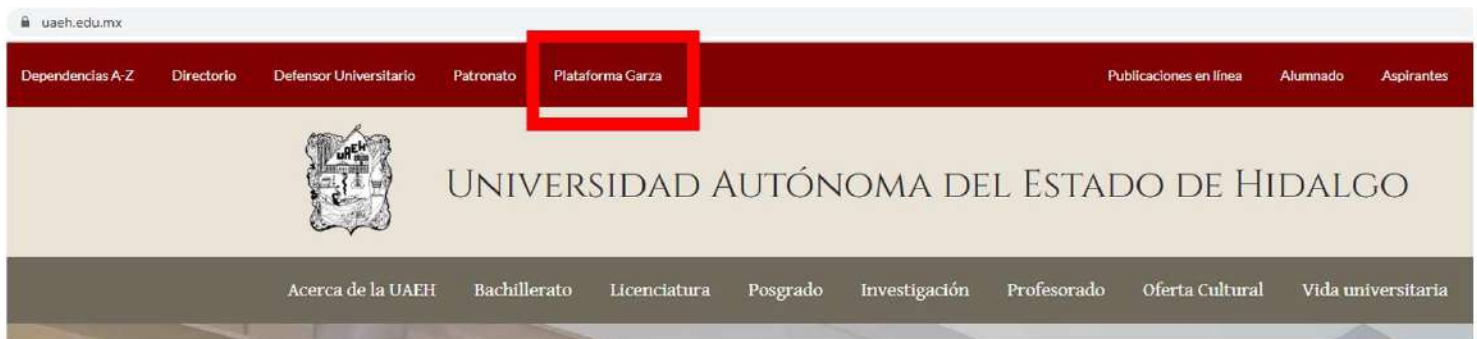 uaeh.edu.mx
Dependencias A-Z Directorio Defensor Universitario Patronato Plataforma Garza Publicaciones en línea Alumnado Aspirantes
UAEH
UNIVERSIDAD AUTÓNOMA DEL ESTADO DE HIDALGO
Acerca de la UAEH Bachillerato Licenciatura Posgrado Investigación Profesorado Oferta Cultural Vida universitaria